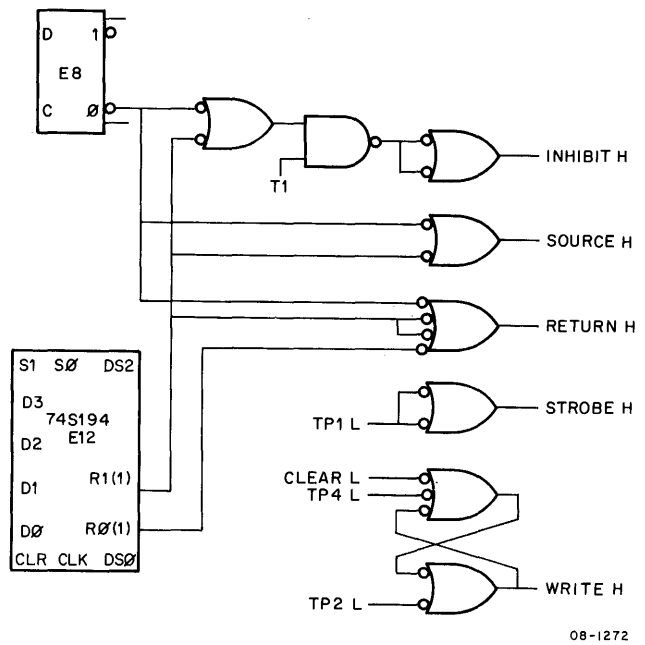 D 1
E8
C Ø
T1
INHIBIT H
SOURCE H
RETURN H
S1 SØ DS2
D3
74S194
E12
D2
D1
R1(1)
DØ
RØ(1)
CLR CLK DSØ
STROBE H
TP1 L
CLEAR L
TP4 L
WRITE H
TP2 L
08-1272